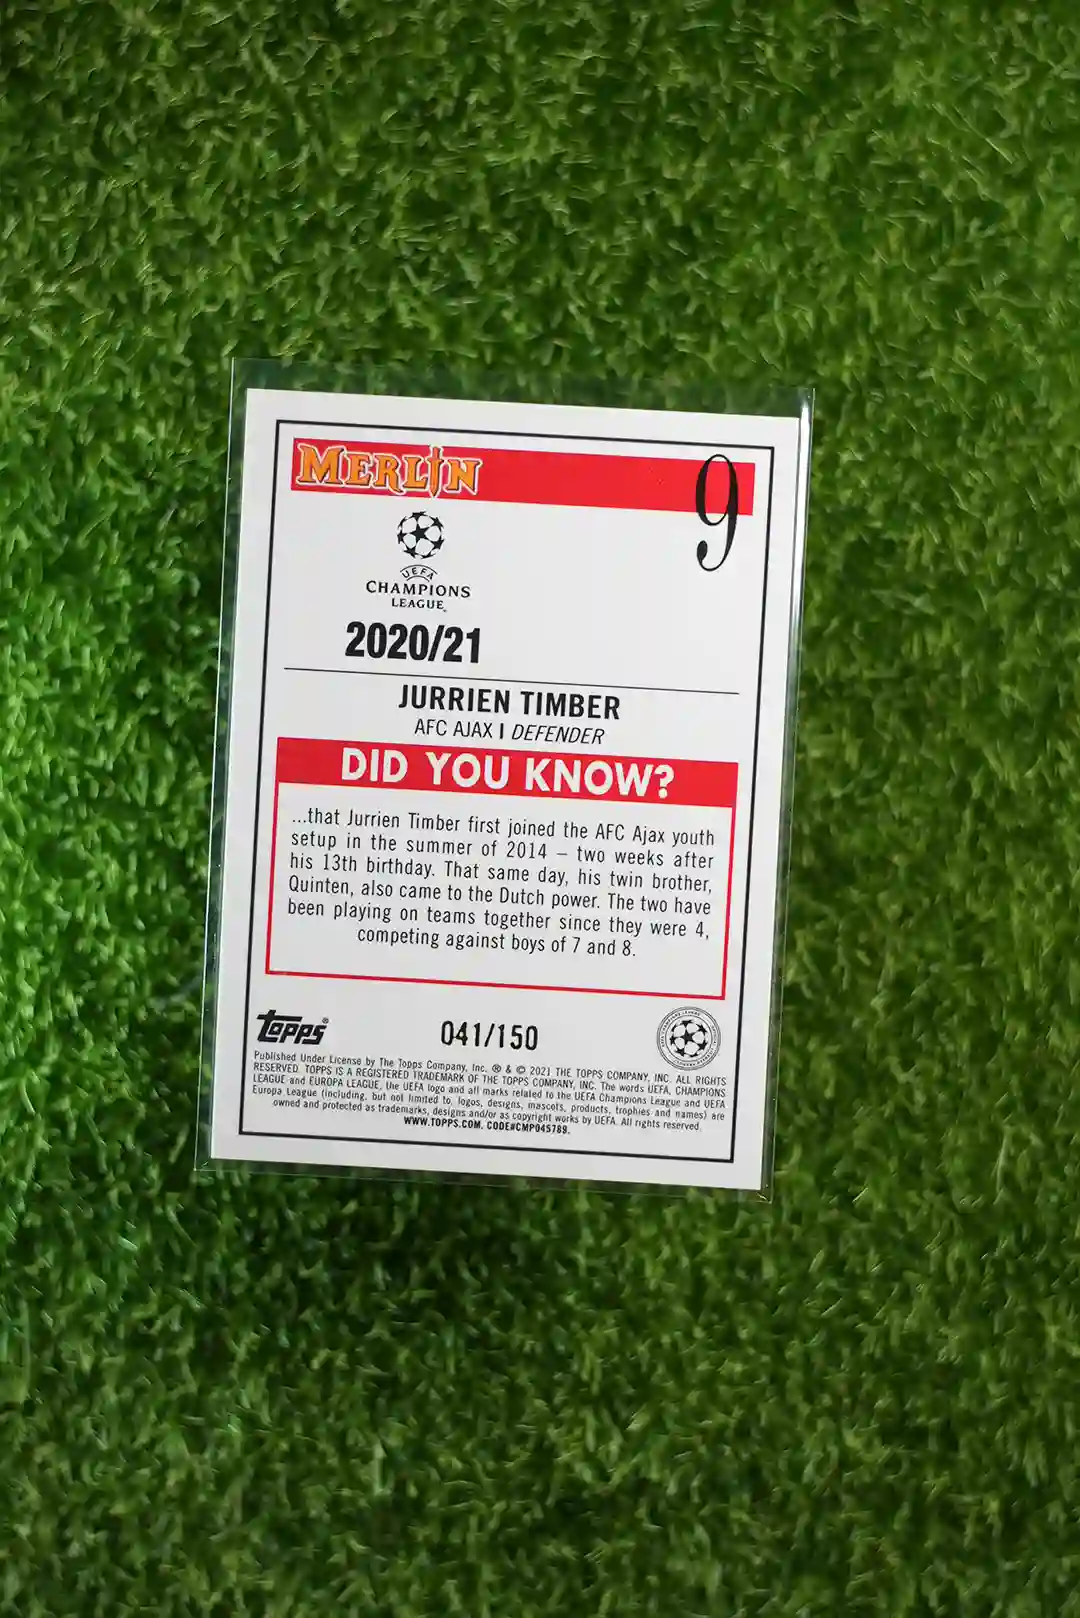 MERLIN
9
UEFA
CHAMPIONS
LEAGUE
2020/21
JURRIEN TIMBER
AFC AJAX | DEFENDER
DID YOU KNOW?
...that Jurrien Timber first joined the AFC Ajax youth
setup in the summer of 2014 – two weeks after
his 13th birthday. That same day, his twin brother,
Quinten, also came to the Dutch power. The two have
been playing on teams together since they were 4,
competing against boys of 7 and 8.
topps®
041/150
Published Under License by The Topps Company, Inc. ® & © 2021 THE TOPPS COMPANY, INC. ALL RIGHTS
RESERVED. TOPPS IS A REGISTERED TRADEMARK OF THE TOPPS COMPANY, INC. The words UEFA, CHAMPIONS
LEAGUE and EUROPA LEAGUE, the UEFA logo and all marks related to the UEFA Champions League and UEFA
Europa League (including, but not limited to, logos, designs, mascots, products, trophies and names) are
owned and protected as trademarks, designs and/or as copyright works by UEFA. All rights reserved.
WWW.TOPPS.COM. CODE#CMP045789.